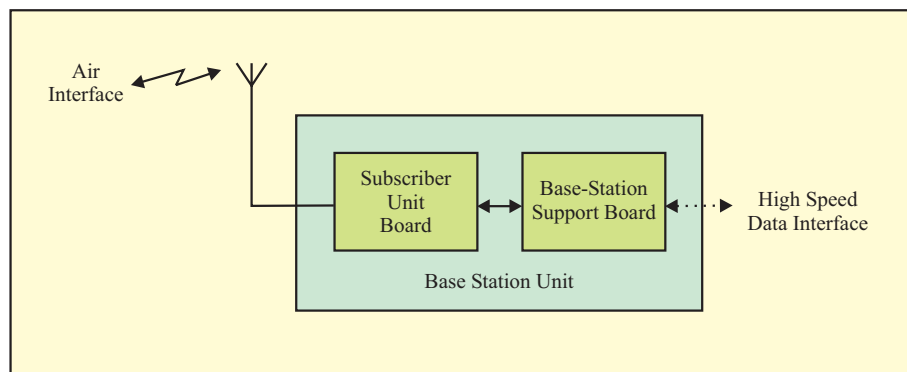 Air
Interface
Subscriber
Unit
Board
Base-Station
Support Board
High Speed
Data Interface
Base Station Unit